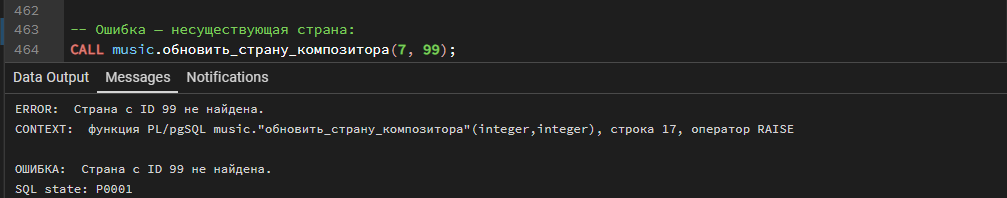 462
463 -- Ошибка — несуществующая страна:
464 CALL music.обновить_страну_композитора(7, 99);
Data Output Messages Notifications
ERROR:  Страна с ID 99 не найдена.
CONTEXT:  функция PL/pgSQL music."обновить_страну_композитора"(integer,integer), строка 17, оператор RAISE
ОШИБКА:  Страна с ID 99 не найдена.
SQL state: P0001